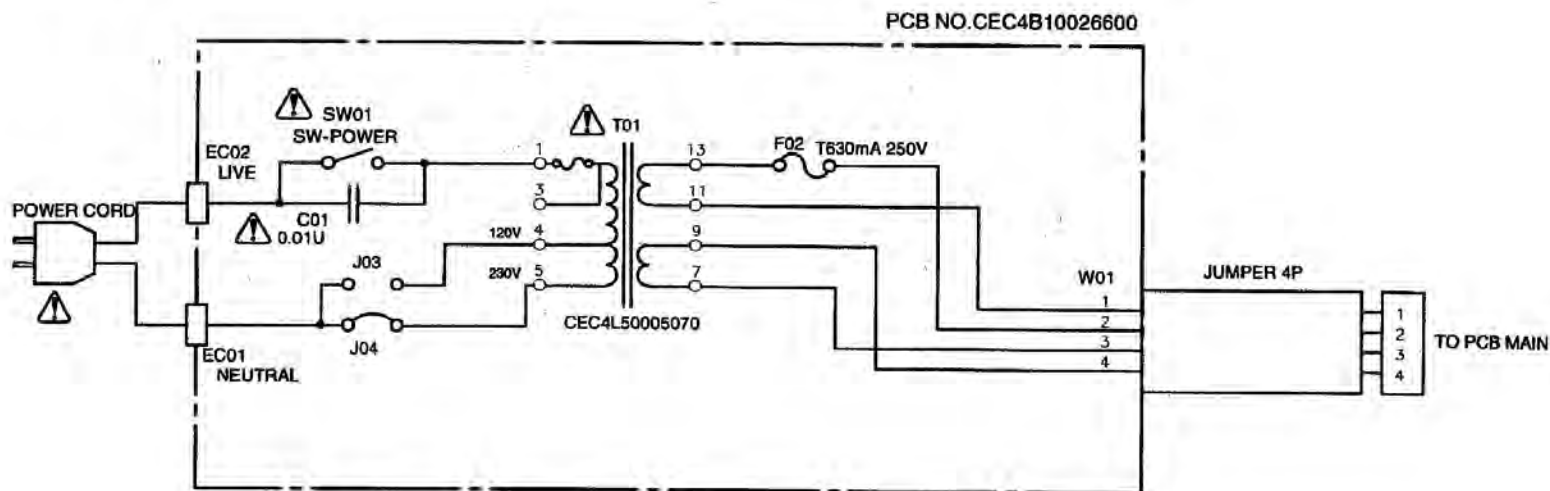 PCB NO.CEC4B10026600
SW01
SW-POWER
T01
EC02
LIVE
1
13
F02 T630mA 250V
3
11
POWER CORD
C01
0.01U
120V
4
9
J03
230V
5
7
W01
JUMPER 4P
CEC4L50005070
J04
EC01
NEUTRAL
1
2
3
4
1
2
3
4
TO PCB MAIN